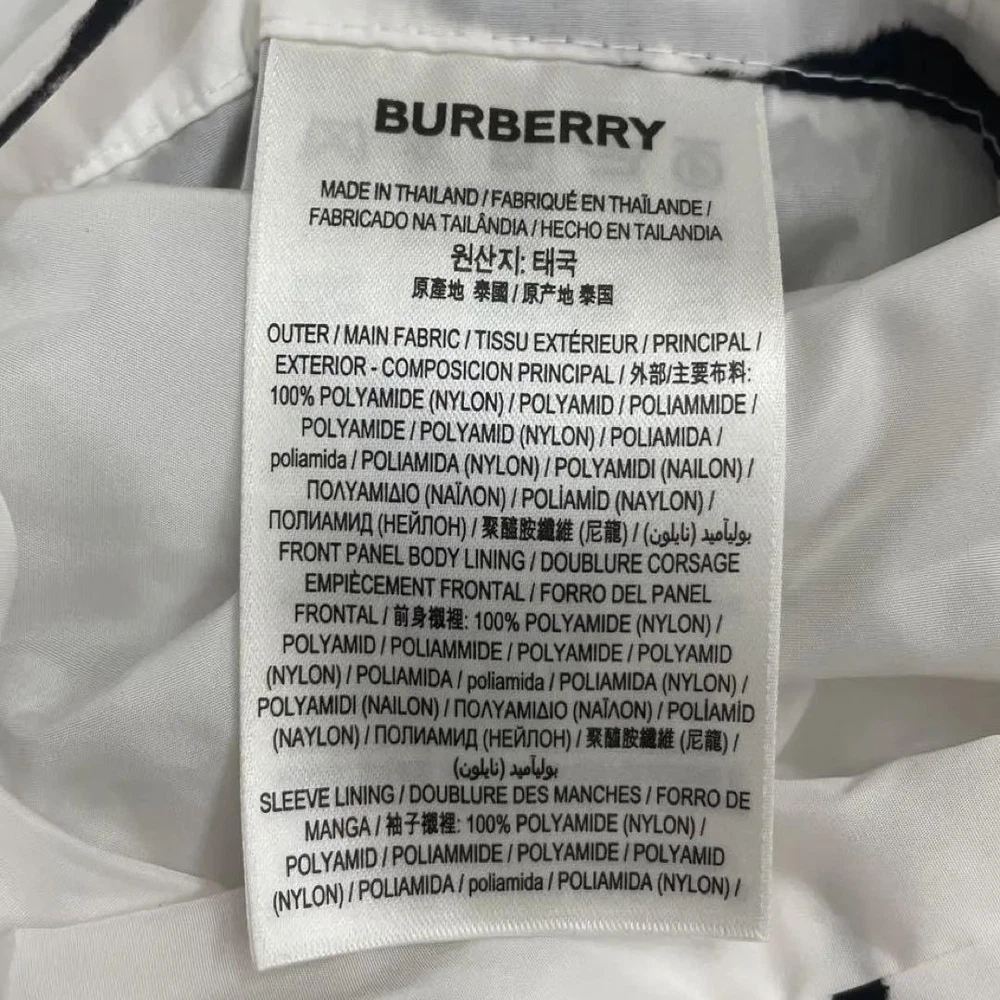 BURBERRY
MADE IN THAILAND / FABRIQUÉ EN THAÏLANDE /
FABRICADO NA TAILÂNDIA / HECHO EN TAILANDIA
원산지: 태국
原產地 泰國 / 原产地 泰国
OUTER / MAIN FABRIC / TISSU EXTÉRIEUR / PRINCIPAL /
EXTERIOR - COMPOSICION PRINCIPAL / 外部/主要布料:
100% POLYAMIDE (NYLON) / POLYAMID / POLIAMMIDE /
POLYAMIDE / POLYAMID (NYLON) / POLIAMIDA /
poliamida / POLIAMIDA (NYLON) / POLYAMIDI (NAILON) /
ΠΟΛΥΑΜΙΔΙΟ (ΝΑΪΛΟΝ) / POLİAMİD (NAYLON) /
ПОЛИАМИД (НЕЙЛОН) / 聚醯胺纖維 (尼龍) / بوليآميد (نايلون)
FRONT PANEL BODY LINING / DOUBLURE CORSAGE
EMPIÈCEMENT FRONTAL / FORRO DEL PANEL
FRONTAL / 前身襯裡: 100% POLYAMIDE (NYLON) /
POLYAMID / POLIAMMIDE / POLYAMIDE / POLYAMID
(NYLON) / POLIAMIDA / poliamida / POLIAMIDA (NYLON) /
POLYAMIDI (NAILON) / ΠΟΛΥΑΜΙΔΙΟ (ΝΑΪΛΟΝ) / POLİAMİD
(NAYLON) / ПОЛИАМИД (НЕЙЛОН) / 聚醯胺纖維 (尼龍) /
بوليآميد (نايلون)
SLEEVE LINING / DOUBLURE DES MANCHES / FORRO DE
MANGA / 袖子襯裡: 100% POLYAMIDE (NYLON) /
POLYAMID / POLIAMMIDE / POLYAMIDE / POLYAMID
(NYLON) / POLIAMIDA / poliamida / POLIAMIDA (NYLON) /